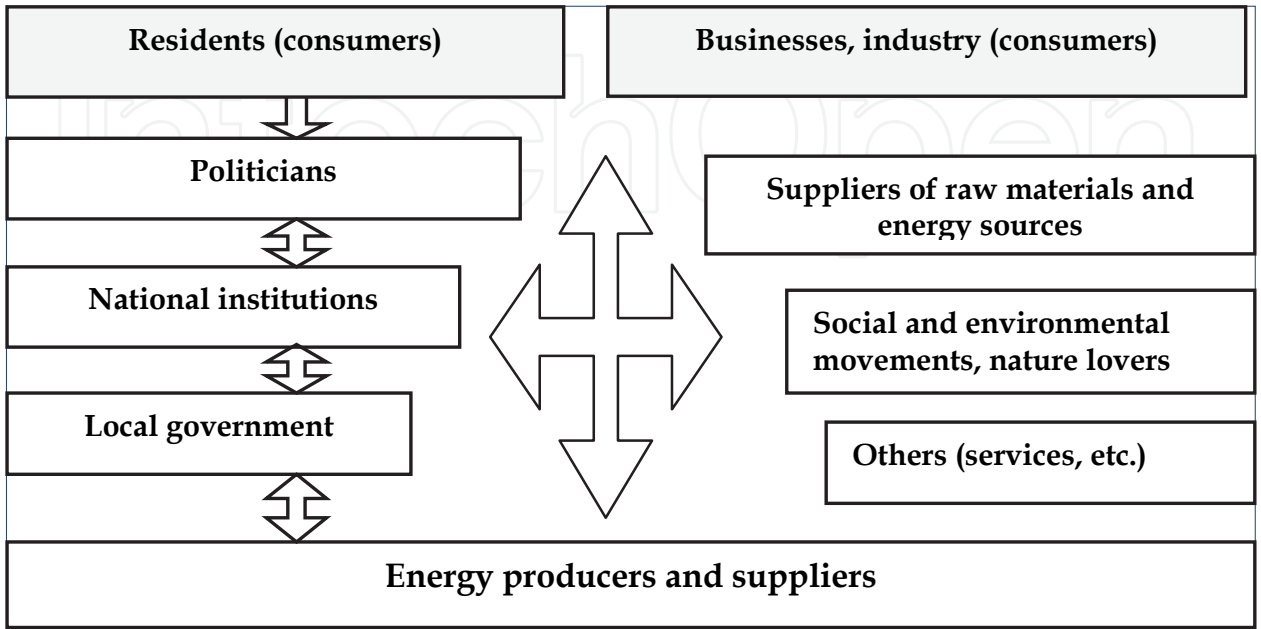 Residents (consumers)
Businesses, industry (consumers)
IntechOpen
Politicians
Suppliers of raw materials and
energy sources
National institutions
Social and environmental
movements, nature lovers
Local government
Others (services, etc.)
Energy producers and suppliers